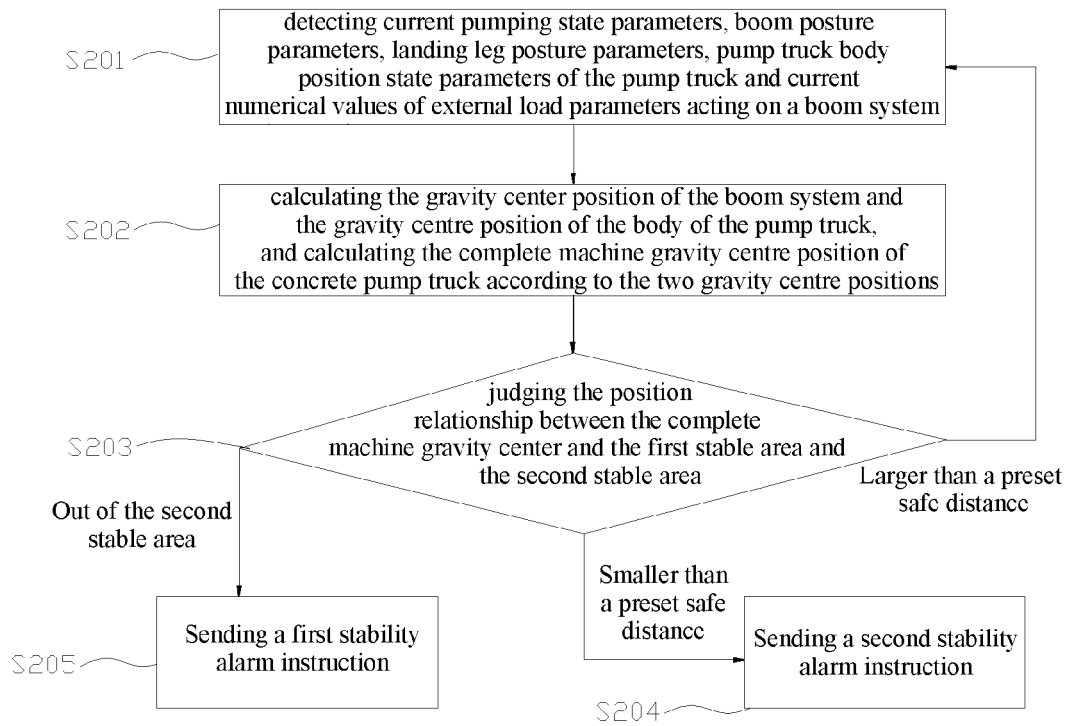 detecting current pumping state parameters, boom posture
parameters, landing leg posture parameters, pump truck body
position state parameters of the pump truck and current
numerical values of external load parameters acting on a boom system
S201
calculating the gravity center position of the boom system and
the gravity centre position of the body of the pump truck,
and calculating the complete machine gravity centre position of
the concrete pump truck according to the two gravity centre positions
S202
judging the position
relationship between the complete
machine gravity center and the first stable area and
the second stable area
S203
Larger than a preset
safe distance
Out of the second
stable area
Smaller than
a preset safe
distance
Sending a first stability
alarm instruction
S205
Sending a second stability
alarm instruction
S204